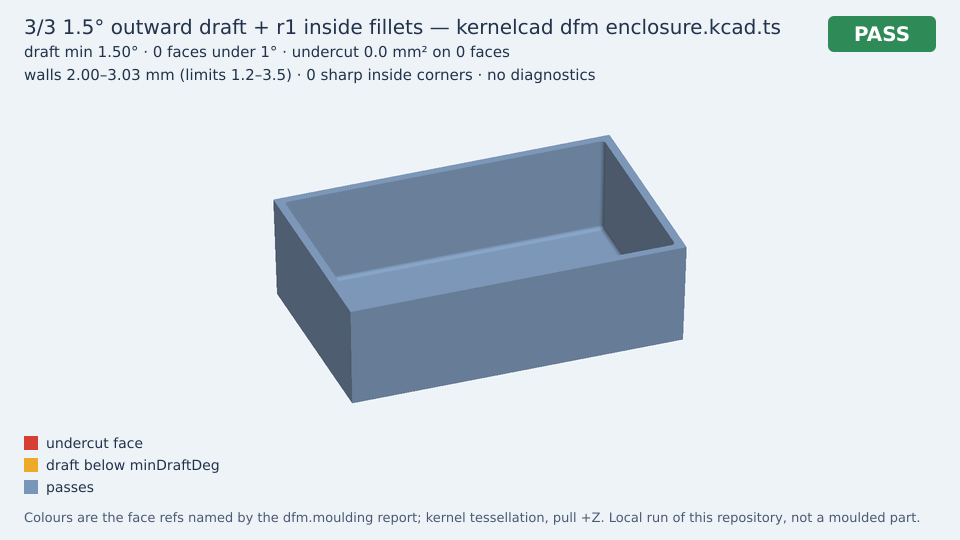 3/3 1.5° outward draft + r1 inside fillets — kernelcad dfm enclosure.kcad.ts
PASS
draft min 1.50° · 0 faces under 1° · undercut 0.0 mm² on 0 faces
walls 2.00–3.03 mm (limits 1.2–3.5) · 0 sharp inside corners · no diagnostics
undercut face
draft below minDraftDeg
passes
Colours are the face refs named by the dfm.moulding report; kernel tessellation, pull +Z. Local run of this repository, not a moulded part.